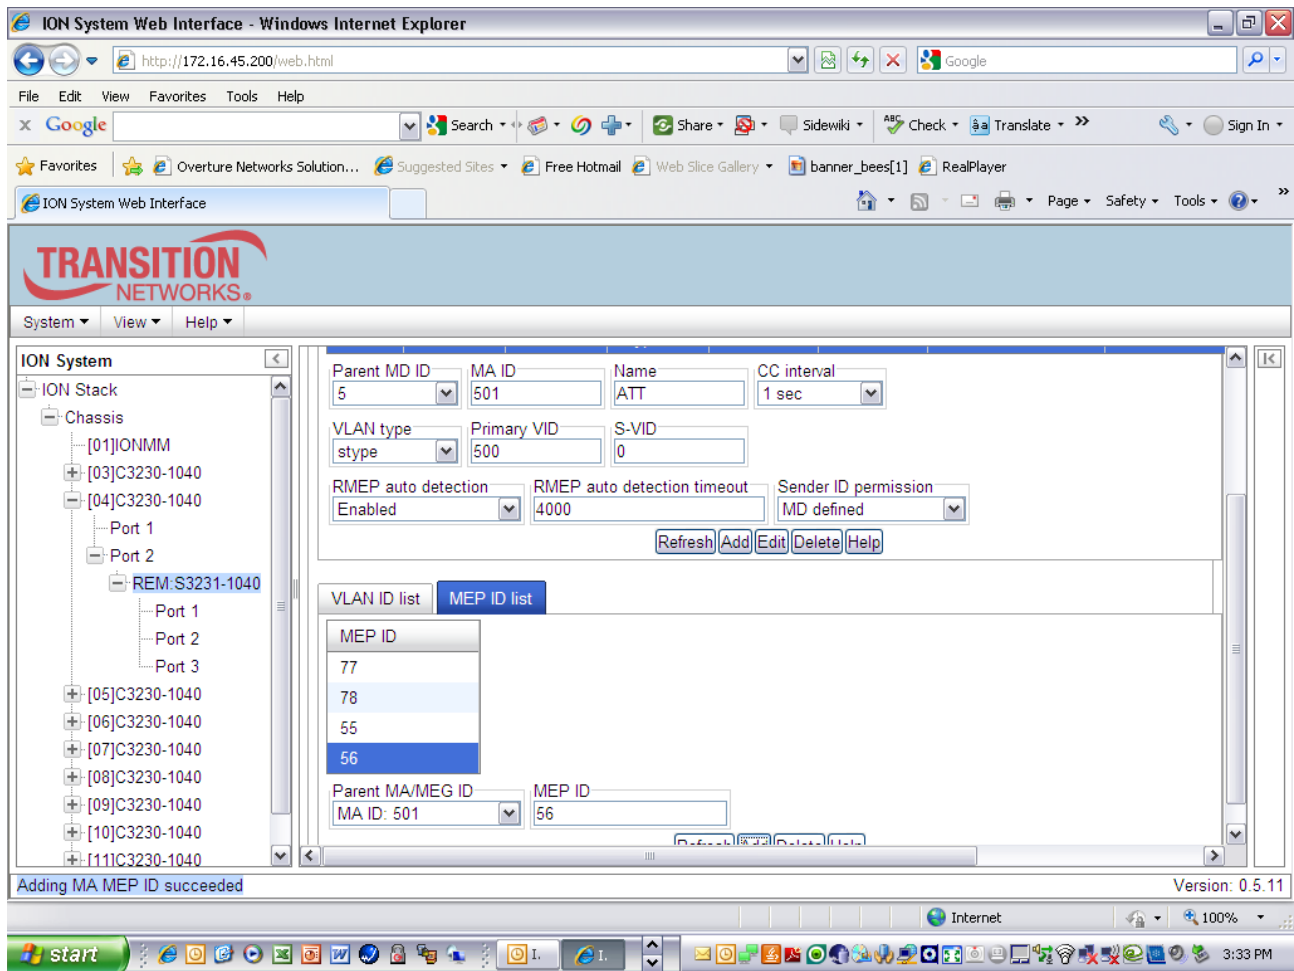 ION System Web Interface - Windows Internet Explorer
http://172.16.45.200/web.html
Google
File Edit View Favorites Tools Help
x Google Search Share Sidewiki ABC Check âa Translate >> Sign In
Favorites Overture Networks Solution... Suggested Sites Free Hotmail Web Slice Gallery banner_bees[1] RealPlayer
ION System Web Interface Page Safety Tools >>
TRANSITION
NETWORKS®
System View Help
ION System
ION Stack
Chassis
[01]IONMM
[03]C3230-1040
[04]C3230-1040
Port 1
Port 2
REM:S3231-1040
Port 1
Port 2
Port 3
[05]C3230-1040
[06]C3230-1040
[07]C3230-1040
[08]C3230-1040
[09]C3230-1040
[10]C3230-1040
[11]C3230-1040
Parent MD ID MA ID Name CC interval
5 501 ATT 1 sec
VLAN type Primary VID S-VID
stype 500 0
RMEP auto detection RMEP auto detection timeout Sender ID permission
Enabled 4000 MD defined
Refresh Add Edit Delete Help
VLAN ID list MEP ID list
MEP ID
77
78
55
56
Parent MA/MEG ID MEP ID
MA ID: 501 56
Refresh Add Delete Help
Adding MA MEP ID succeeded Version: 0.5.11
Internet 100%
start I. I. 3:33 PM